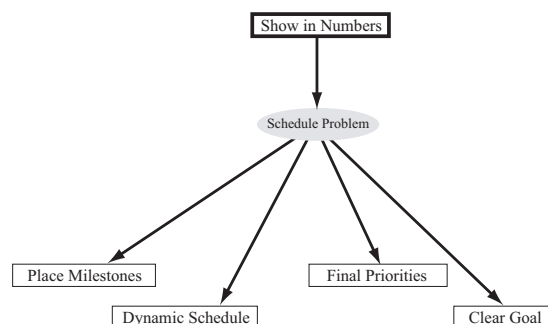 Show in Numbers
Schedule Problem
Place Milestones
Final Priorities
Dynamic Schedule
Clear Goal